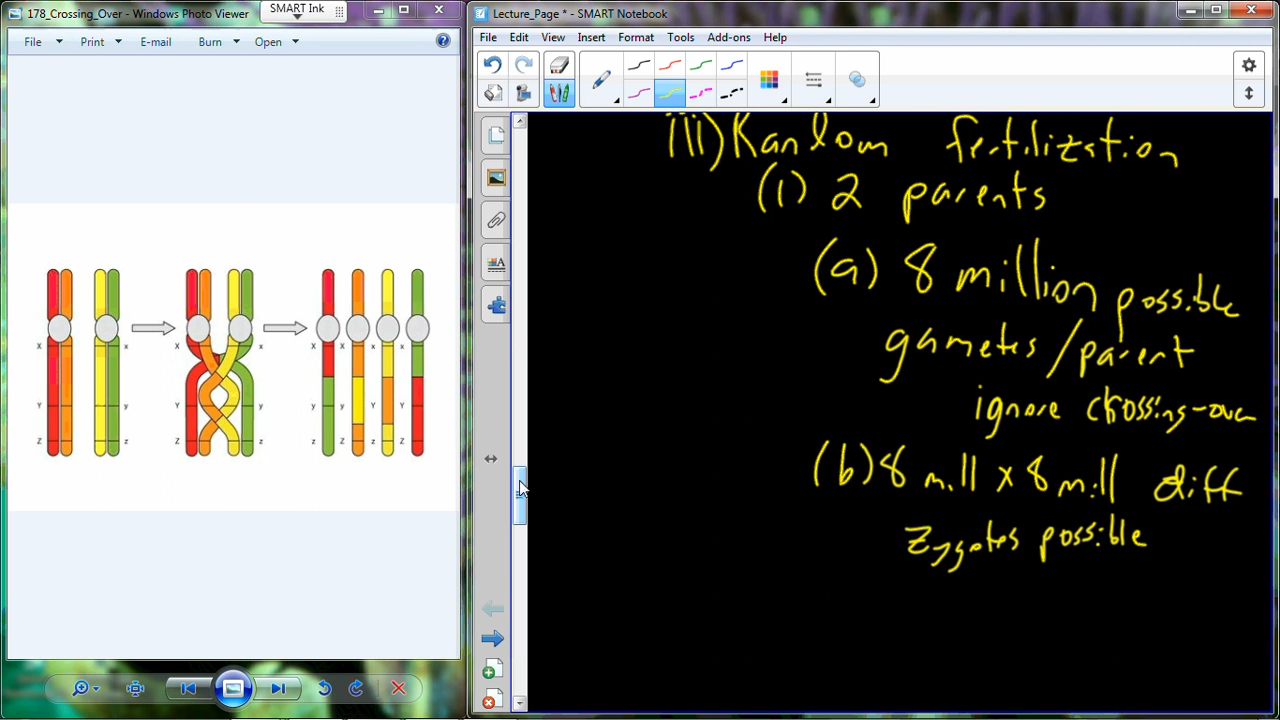 178_Crossing_Over - Windows Photo Viewer
SMART Ink
File Print E-mail Burn Open
X x X x
Y y Y y y Z y Y
Z z Z z z Z z Z
Lecture_Page * - SMART Notebook
File Edit View Insert Format Tools Add-ons Help
iii) Random fertilization
(1) 2 parents
(a) 8 million possible
gametes/parent
ignore crossing-over
(b) 8 mill x 8 mill diff
zygotes possible